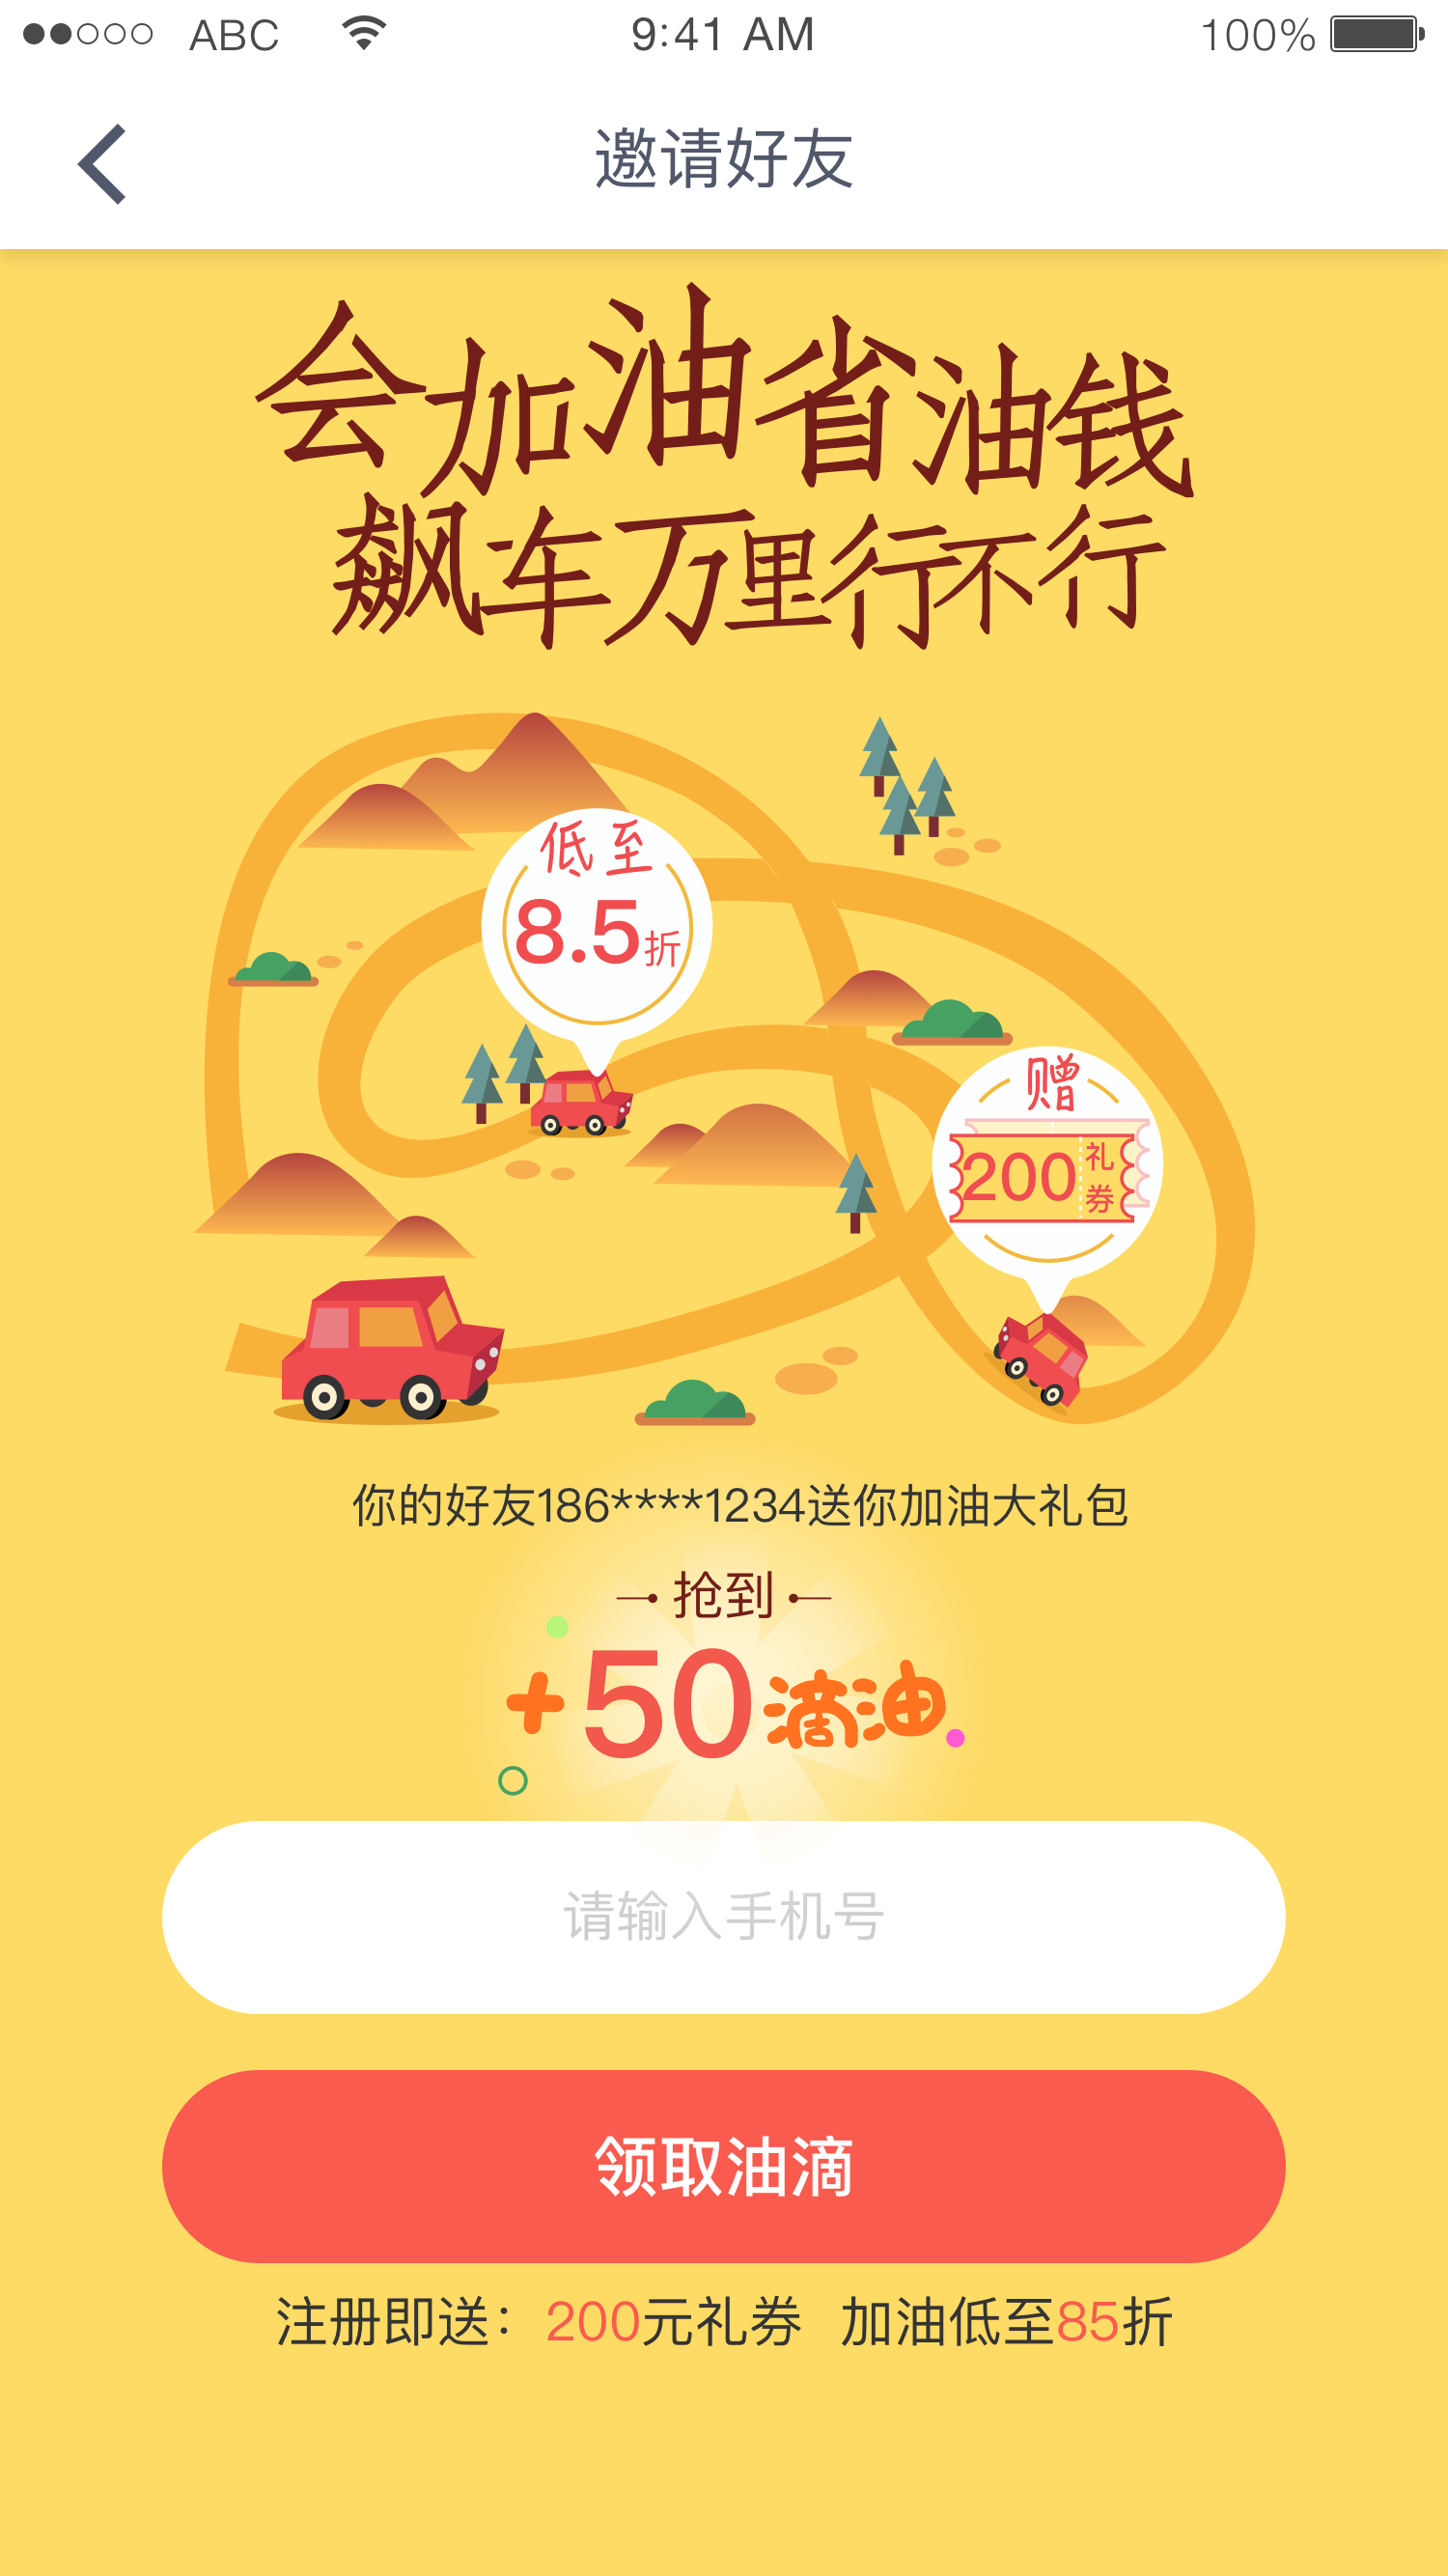 ABC 9:41 AM 100%
邀请好友
会加油省油钱
飙车万里行不行
低至
8.5折
赠
200礼券
你的好友186****1234送你加油大礼包
抢到
+50滴油
请输入手机号
领取油滴
注册即送：200元礼券 加油低至85折